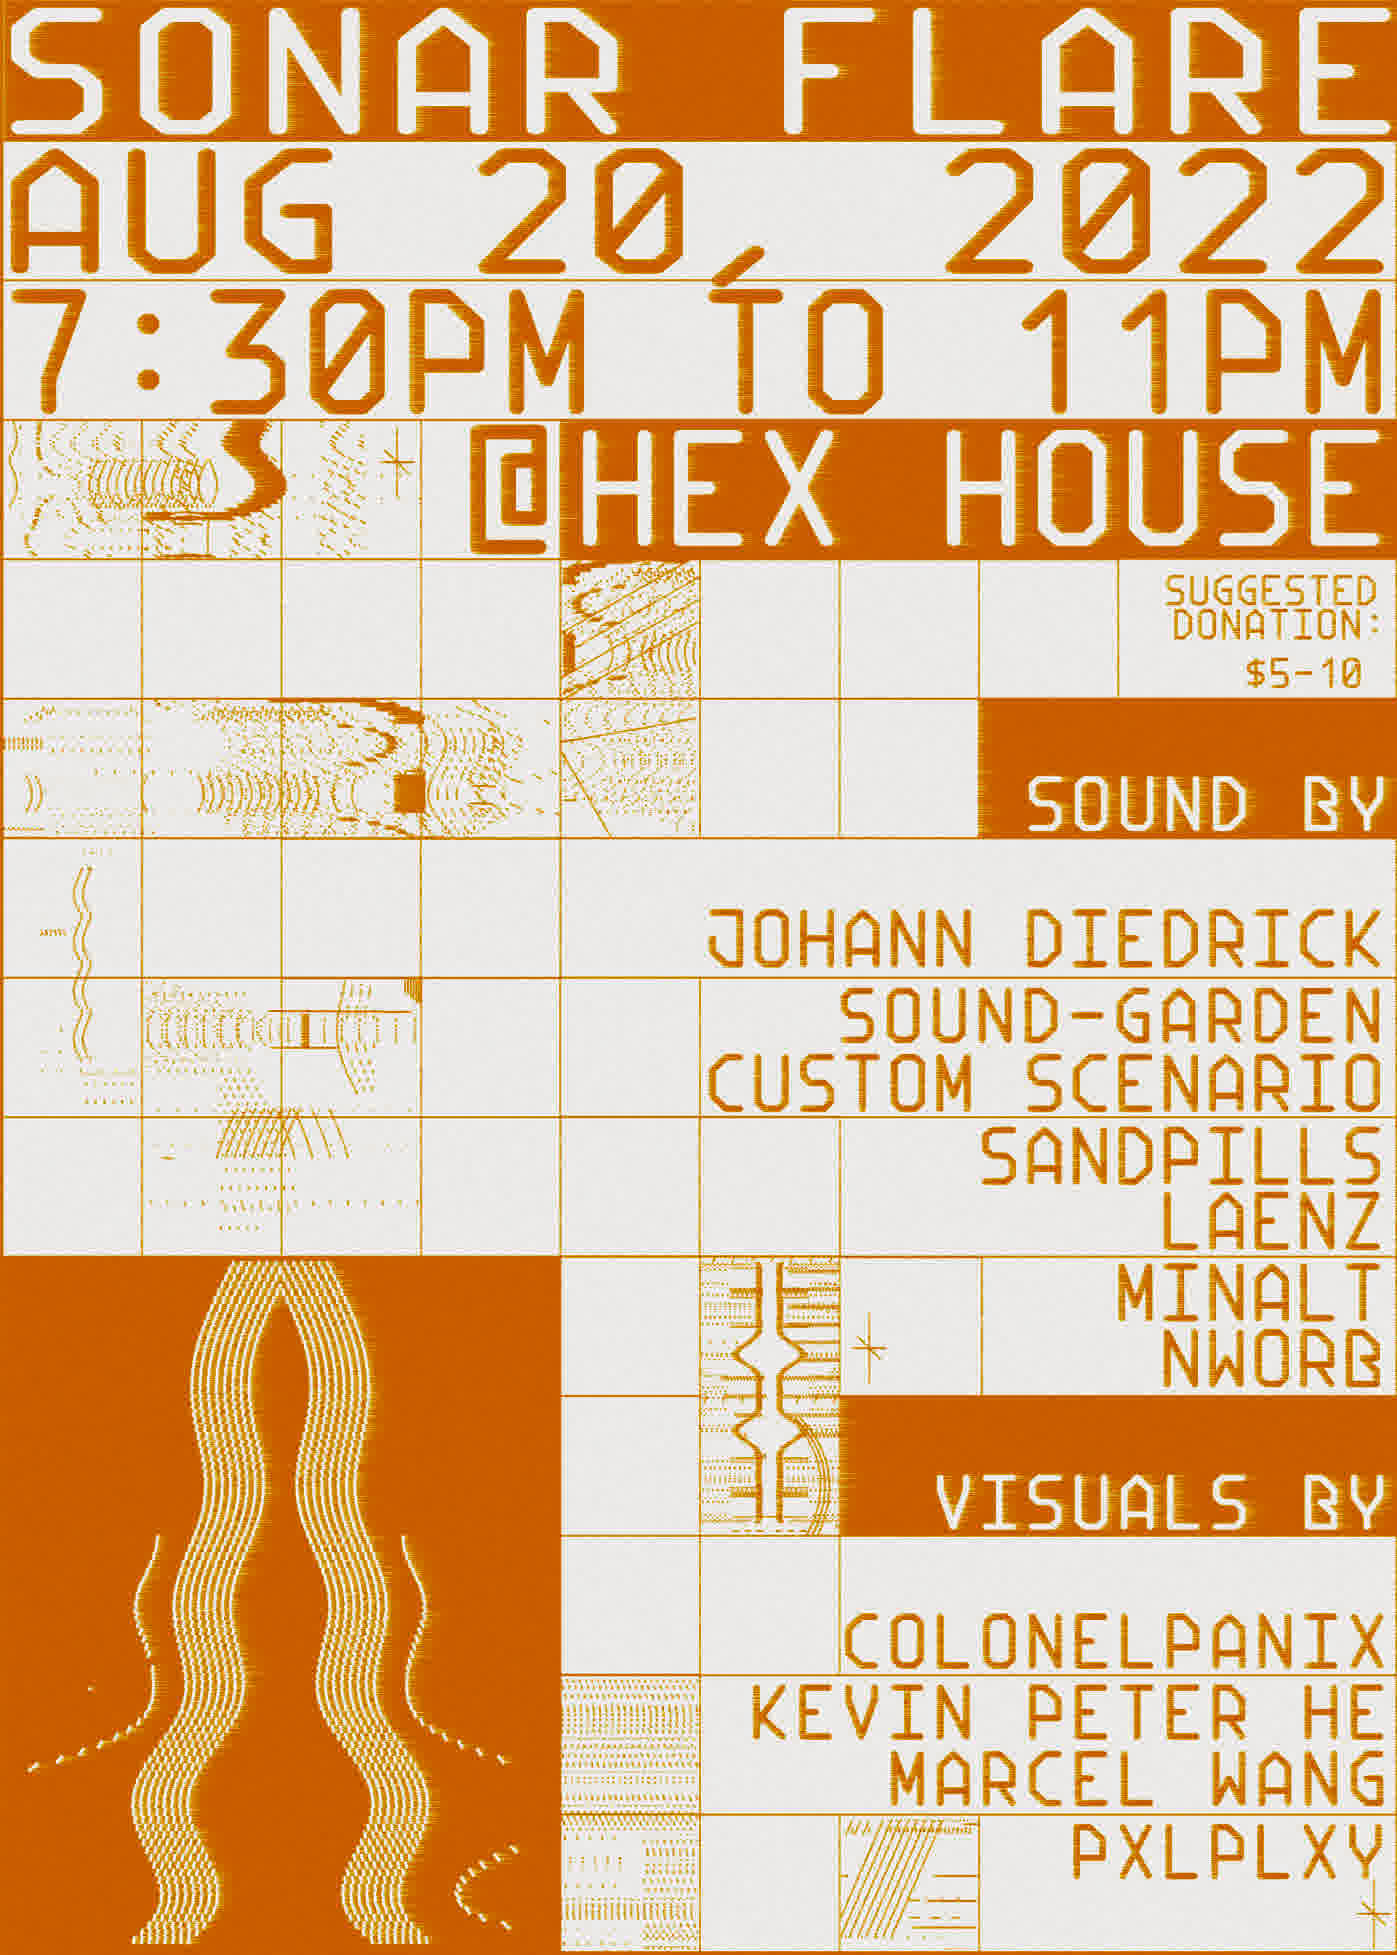 SONAR FLARE
AUG 20, 2022
7:30PM TO 11PM
@HEX HOUSE
SUGGESTED
DONATION:
$5-10
SOUND BY
JOHANN DIEDRICK
SOUND-GARDEN
CUSTOM SCENARIO
SANDPILLS
LAENZ
MINALT
NWORB
VISUALS BY
COLONELPANIX
KEVIN PETER HE
MARCEL WANG
PXLPLXY